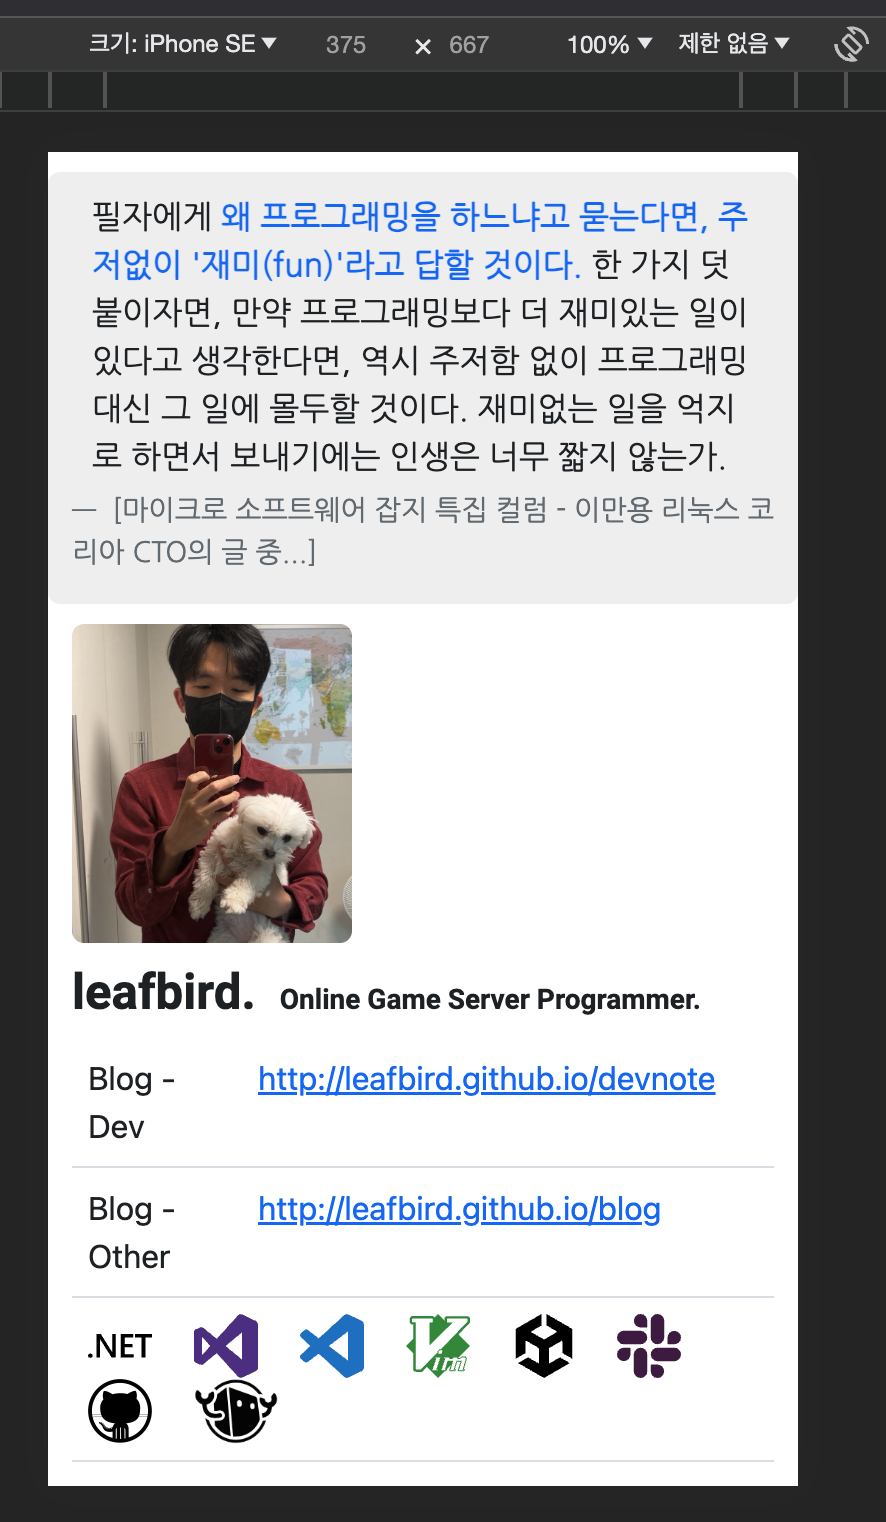 크기: iPhone SE ▼ 375 × 667 100% ▼ 제한 없음 ▼
필자에게 왜 프로그래밍을 하느냐고 묻는다면, 주
저없이 '재미(fun)'라고 답할 것이다. 한 가지 덧
붙이자면, 만약 프로그래밍보다 더 재미있는 일이
있다고 생각한다면, 역시 주저함 없이 프로그래밍
대신 그 일에 몰두할 것이다. 재미없는 일을 억지
로 하면서 보내기에는 인생은 너무 짧지 않는가.
— [마이크로 소프트웨어 잡지 특집 컬럼 - 이만용 리눅스 코
리아 CTO의 글 중...]
leafbird. Online Game Server Programmer.
Blog - http://leafbird.github.io/devnote
Dev
Blog - http://leafbird.github.io/blog
Other
.NET Vim